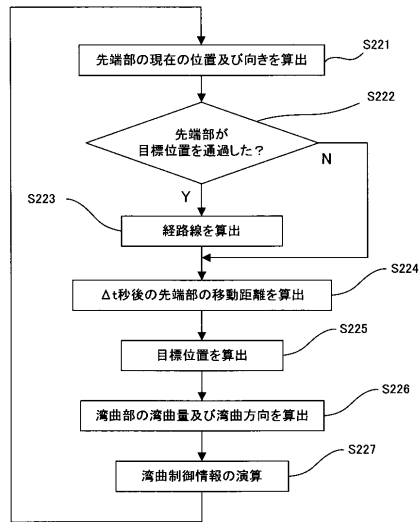 先端部の現在の位置及び向きを算出
S221
S222
先端部が
目標位置を通過した？
N
Y
S223
経路線を算出
S224
Δt秒後の先端部の移動距離を算出
S225
目標位置を算出
S226
湾曲部の湾曲量及び湾曲方向を算出
S227
湾曲制御情報の演算